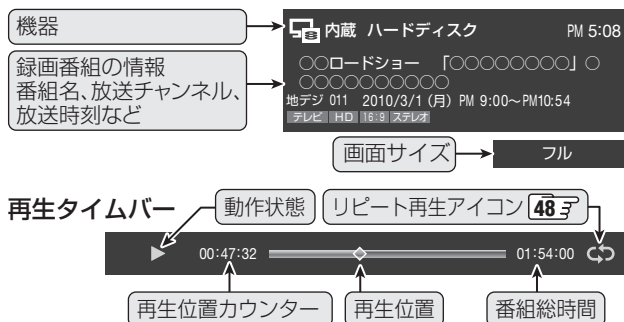 機器
内蔵 ハードディスク PM 5:08
録画番組の情報
番組名、放送チャンネル、
放送時刻など
○○ロードショー 「○○○○○○○○」○
○○○○○○○○○○
地デジ 011 2010/3/1 (月) PM 9:00～PM10:54
テレビ HD 16:9 ステレオ
画面サイズ フル
再生タイムバー 動作状態 リピート再生アイコン 48
00:47:32 01:54:00
再生位置カウンター 再生位置 番組総時間